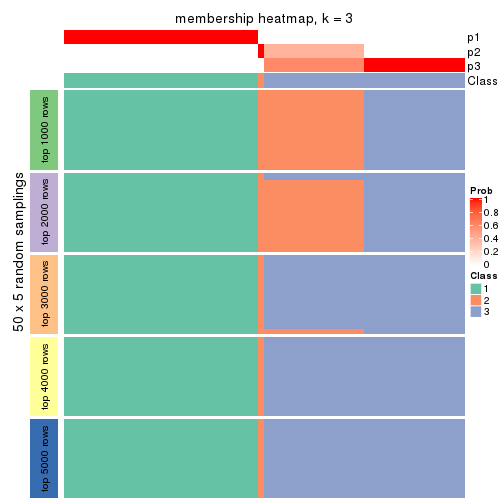 membership heatmap, k = 3
p1
p2
p3
Class
50 x 5 random samplings
top 1000 rows
top 2000 rows
top 3000 rows
top 4000 rows
top 5000 rows
Prob
1
0.8
0.6
0.4
0.2
0
Class
1
2
3